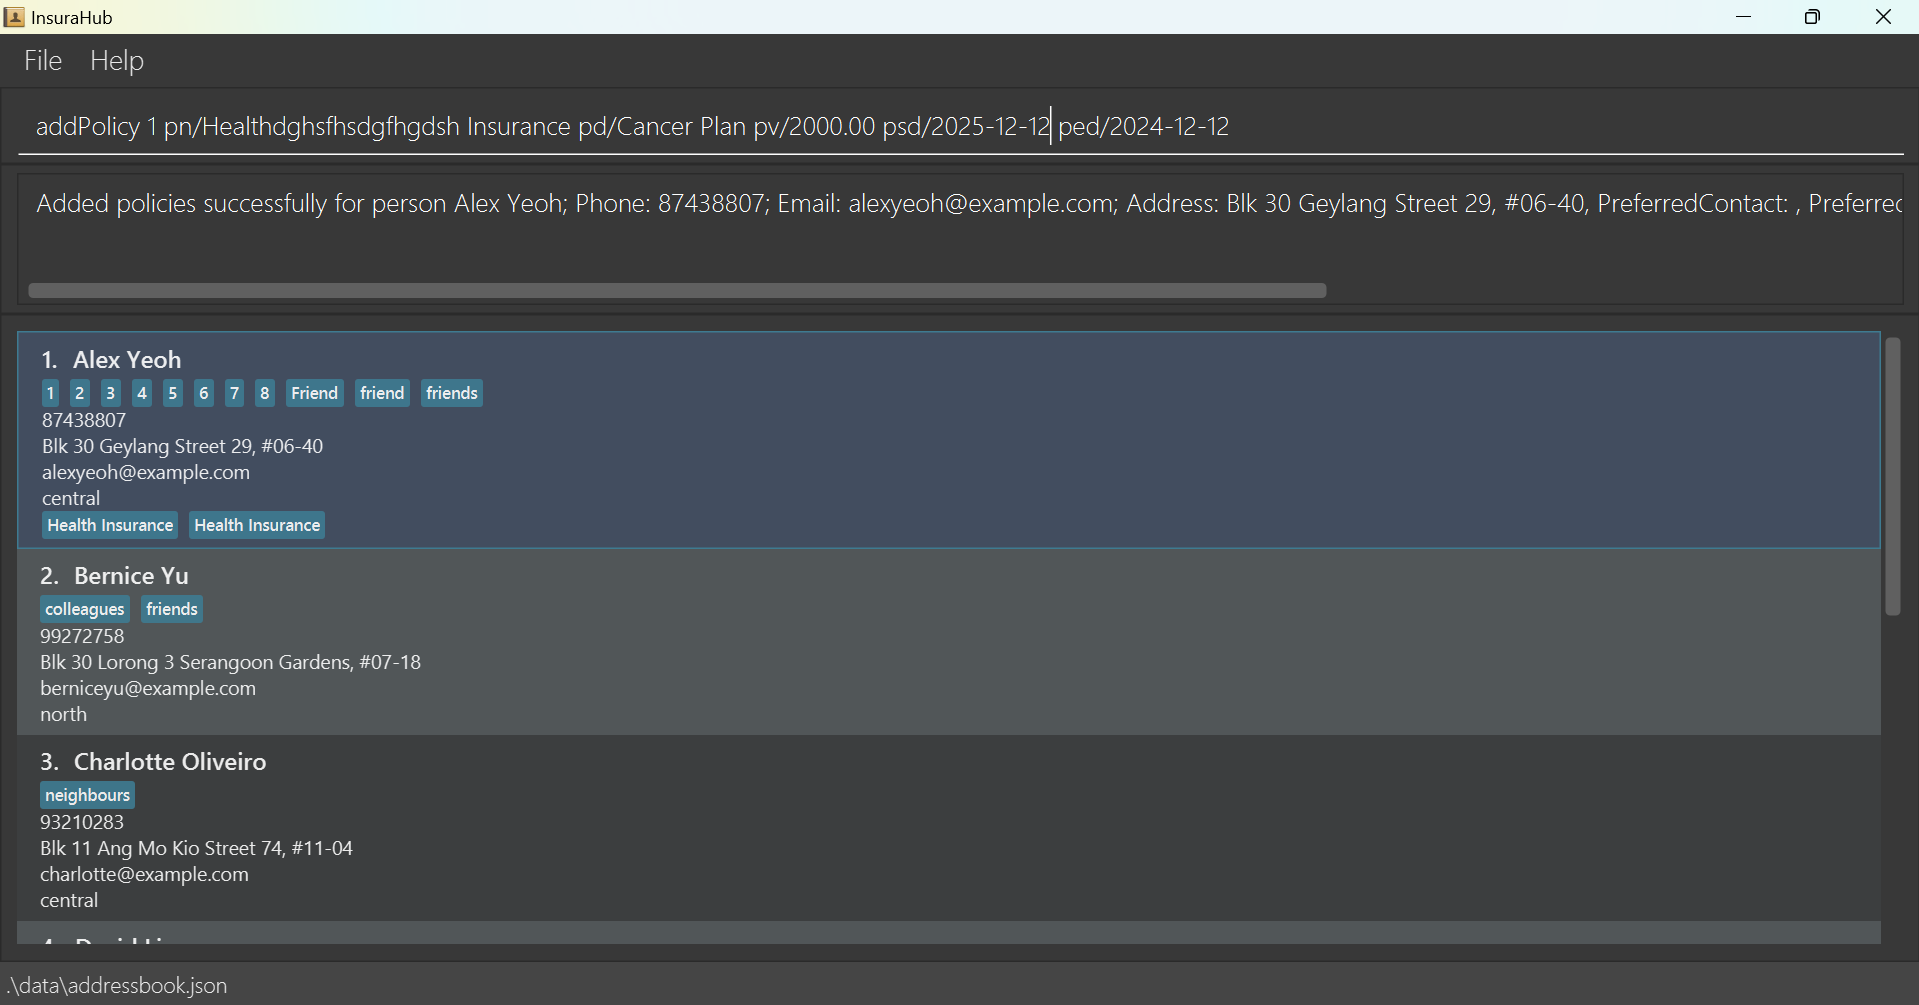 InsuraHub
File Help
addPolicy 1 pn/Healthdghsfhsdgfhgdsh Insurance pd/Cancer Plan pv/2000.00 psd/2025-12-12 ped/2024-12-12
Added policies successfully for person Alex Yeoh; Phone: 87438807; Email: alexyeoh@example.com; Address: Blk 30 Geylang Street 29, #06-40, PreferredContact: ,
1. Alex Yeoh
1 2 3 4 5 6 7 8 Friend friend friends
87438807
Blk 30 Geylang Street 29, #06-40
alexyeoh@example.com
central
Health Insurance Health Insurance
2. Bernice Yu
colleagues friends
99272758
Blk 30 Lorong 3 Serangoon Gardens, #07-18
berniceyu@example.com
north
3. Charlotte Oliveiro
neighbours
93210283
Blk 11 Ang Mo Kio Street 74, #11-04
charlotte@example.com
central
.\data\addressbook.json